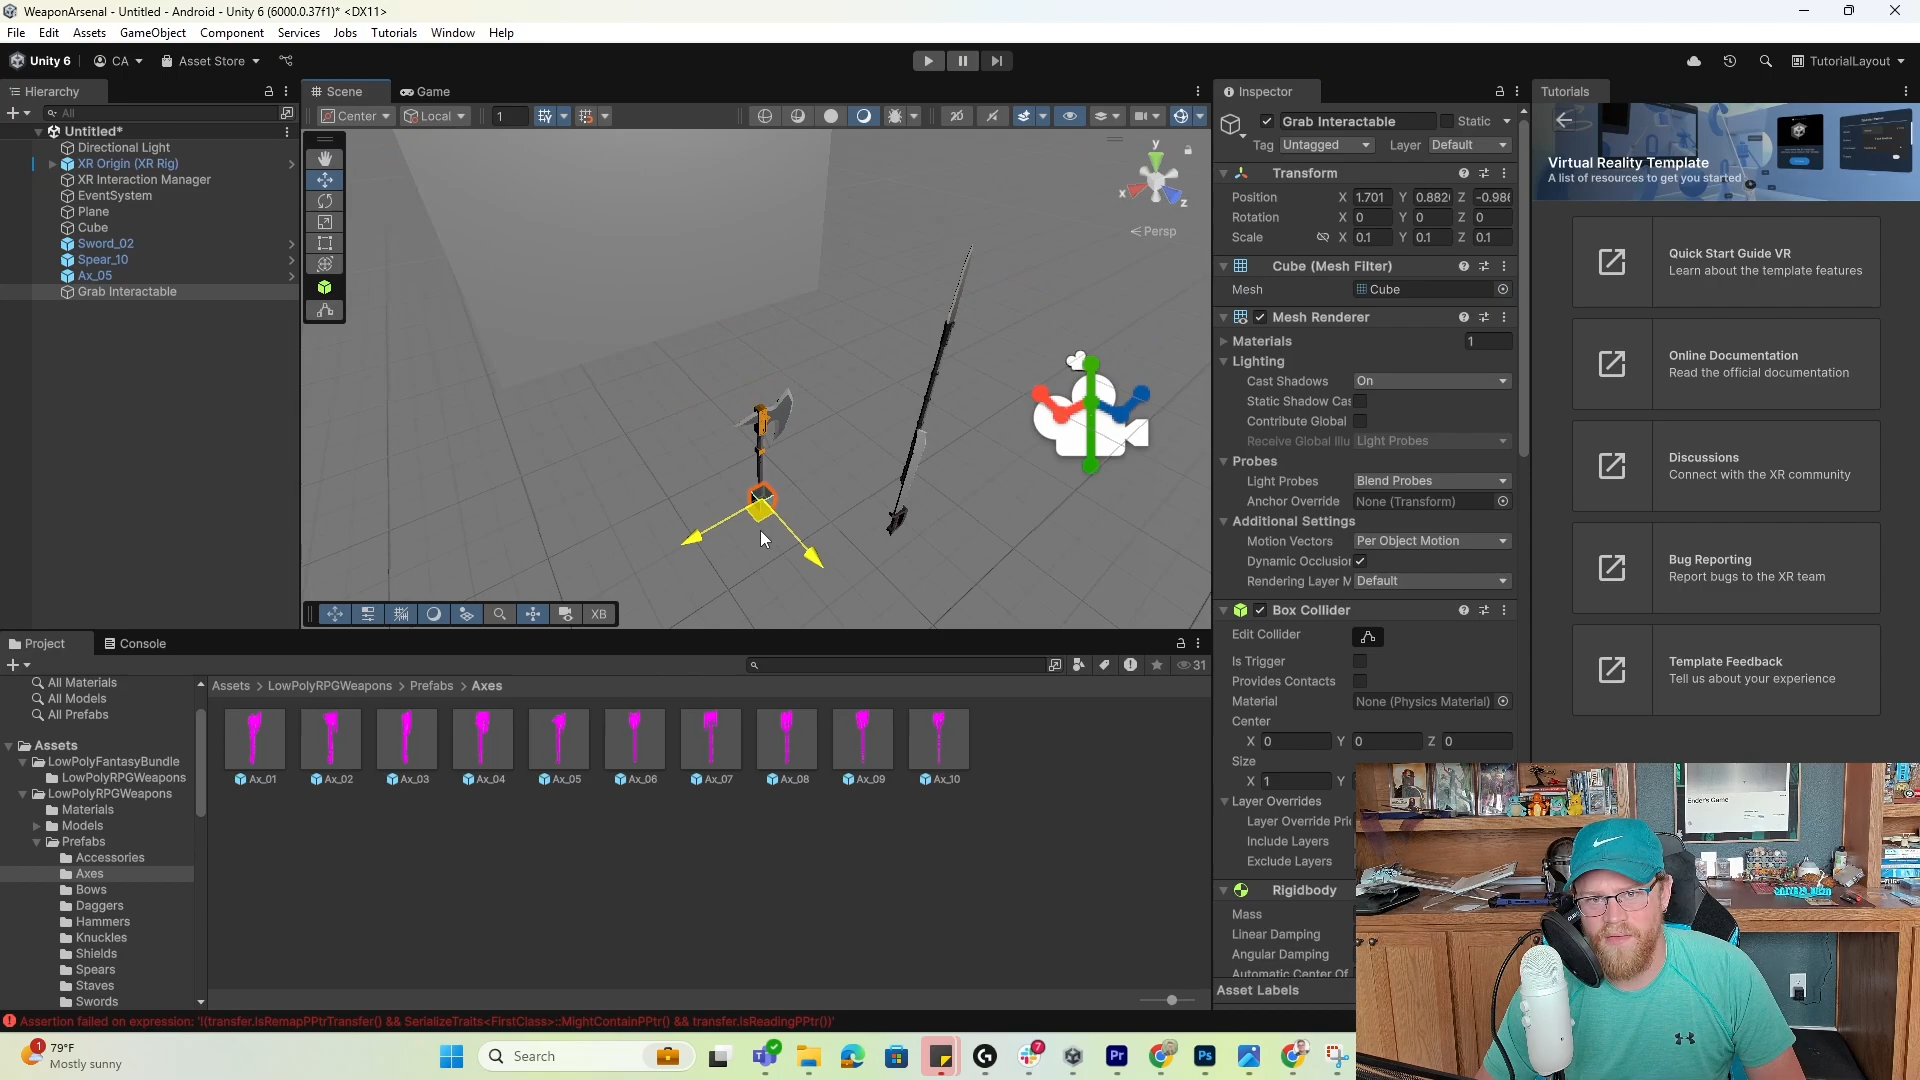 WeaponArsenal - Untitled - Android - Unity 6 (6000.0.37f1)* <DX11>
File Edit Assets GameObject Component Services Jobs Tutorials Window Help
Unity 6 CA Asset Store TutorialLayout
Hierarchy
All
Untitled*
Directional Light
XR Origin (XR Rig)
XR Interaction Manager
EventSystem
Plane
Cube
Sword_02
Spear_10
Ax_05
Grab Interactable
Scene Game
Center Local 1 2D
y
x
z
Persp
XB
Inspector
Grab Interactable Static
Tag Untagged Layer Default
Transform
Position X 1.701 Y 0.882 Z -0.986
Rotation X 0 Y 0 Z 0
Scale X 0.1 Y 0.1 Z 0.1
Cube (Mesh Filter)
Mesh Cube
Mesh Renderer
Materials 1
Lighting
Cast Shadows On
Static Shadow Cas
Contribute Global
Receive Global Illu Light Probes
Probes
Light Probes Blend Probes
Anchor Override None (Transform)
Additional Settings
Motion Vectors Per Object Motion
Dynamic Occlusion
Rendering Layer M Default
Box Collider
Edit Collider
Is Trigger
Provides Contacts
Material None (Physics Material)
Center
X 0 Y 0 Z 0
Size
X 1 Y
Layer Overrides
Layer Override Pri
Include Layers
Exclude Layers
Rigidbody
Mass
Linear Damping
Angular Damping
Automatic Center Of
Asset Labels
Tutorials
Virtual Reality Template
A list of resources to get you started
Quick Start Guide VR
Learn about the template features
Online Documentation
Read the official documentation
Discussions
Connect with the XR community
Bug Reporting
Report bugs to the XR team
Template Feedback
Tell us about your experience
Project Console
31
All Materials
All Models
All Prefabs
Assets
LowPolyFantasyBundle
LowPolyRPGWeapons
LowPolyRPGWeapons
Materials
Models
Prefabs
Accessories
Axes
Bows
Daggers
Hammers
Knuckles
Shields
Spears
Staves
Swords
Assets > LowPolyRPGWeapons > Prefabs > Axes
Ax_01 Ax_02 Ax_03 Ax_04 Ax_05 Ax_06 Ax_07 Ax_08 Ax_09 Ax_10
Assertion failed on expression: '!(transfer.IsRemapPPtrTransfer() && SerializeTraits<FirstClass>::MightContainPPtr() && transfer.IsReadingPPtr())'
Ender's Game
1
79°F
Mostly sunny
Search
7
Pr
Ps